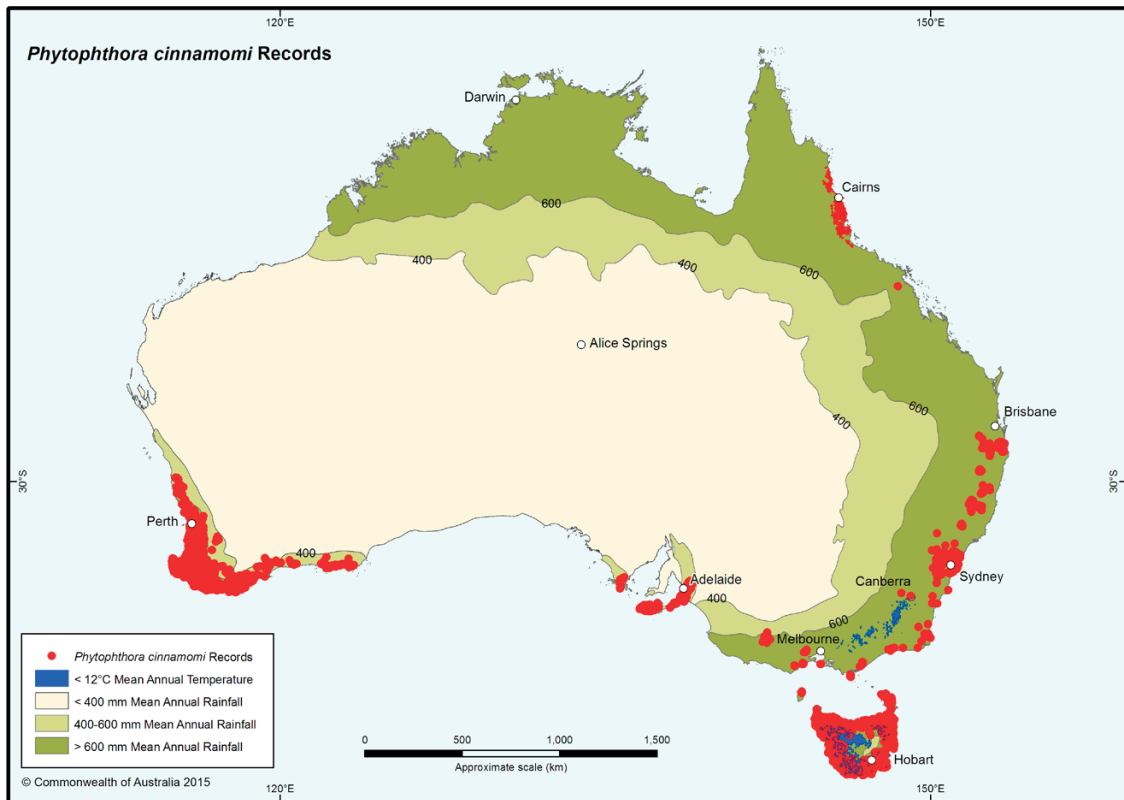 120°E
150°E
Phytophthora cinnamomi Records
Darwin
Cairns
600
400
400
600
Alice Springs
600
Brisbane
400
30°S
30°S
Perth
400
Adelaide
Canberra
Sydney
400
600
Melbourne
Phytophthora cinnamomi Records
< 12°C Mean Annual Temperature
< 400 mm Mean Annual Rainfall
400-600 mm Mean Annual Rainfall
> 600 mm Mean Annual Rainfall
0 500 1,000 1,500
Approximate scale (km)
Hobart
© Commonwealth of Australia 2015
120°E
150°E